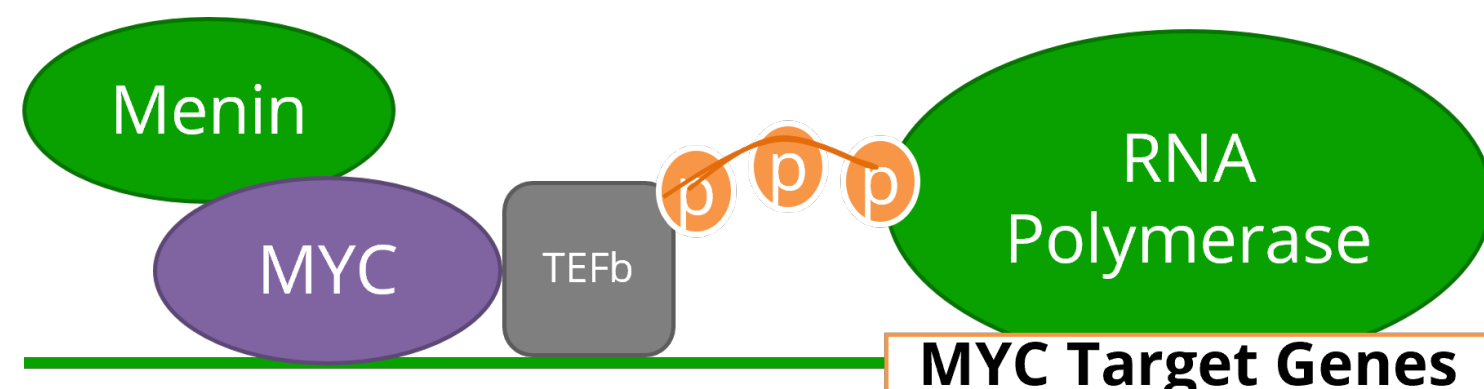 Menin
MYC
TEFb
p
p
p
RNA
Polymerase
MYC Target Genes